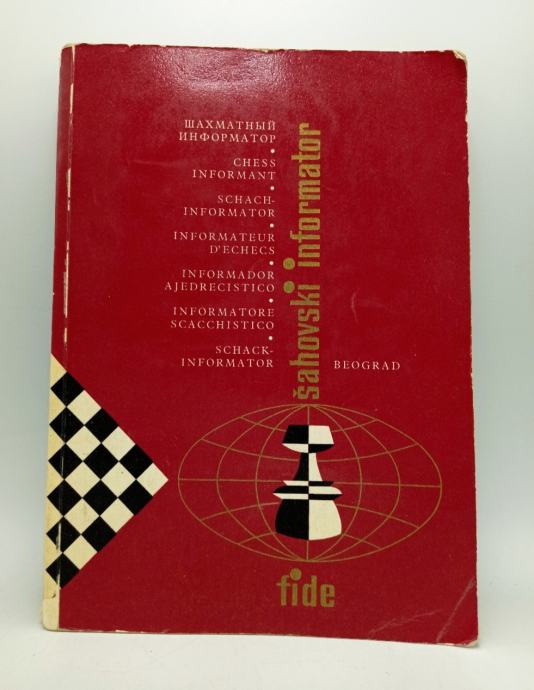 ШАХМАТНЫЙ
ИНФОРМАТОР
•
CHESS
INFORMANT
•
SCHACH-
INFORMATOR
•
INFORMATEUR
D'ECHECS
•
INFORMADOR
AJEDRECISTICO
•
INFORMATORE
SCACCHISTICO
•
SCHACK-
INFORMATOR
šahovski informator
BEOGRAD
fide